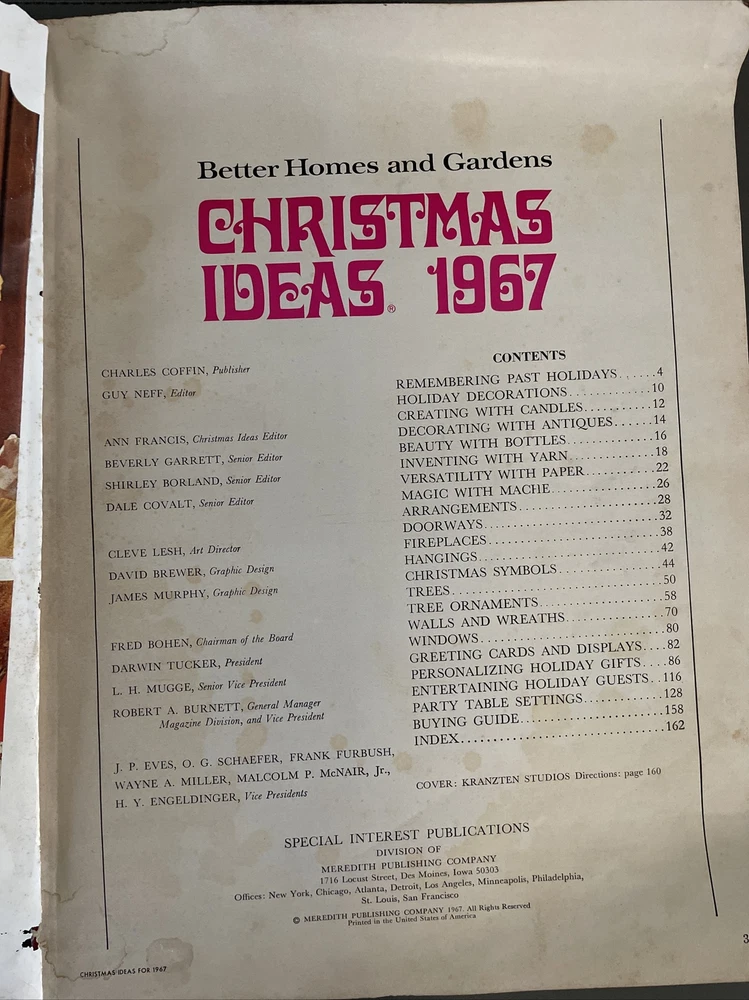 Better Homes and Gardens
CHRISTMAS
IDEAS® 1967
CHARLES COFFIN, Publisher
GUY NEFF, Editor
ANN FRANCIS, Christmas Ideas Editor
BEVERLY GARRETT, Senior Editor
SHIRLEY BORLAND, Senior Editor
DALE COVALT, Senior Editor
CLEVE LESH, Art Director
DAVID BREWER, Graphic Design
JAMES MURPHY, Graphic Design
FRED BOHEN, Chairman of the Board
DARWIN TUCKER, President
L. H. MUGGE, Senior Vice President
ROBERT A. BURNETT, General Manager
Magazine Division, and Vice President
J. P. EVES, O. G. SCHAEFER, FRANK FURBUSH,
WAYNE A. MILLER, MALCOLM P. McNAIR, Jr.,
H. Y. ENGELDINGER, Vice Presidents
CONTENTS
REMEMBERING PAST HOLIDAYS......4
HOLIDAY DECORATIONS............10
CREATING WITH CANDLES..........12
DECORATING WITH ANTIQUES......14
BEAUTY WITH BOTTLES.............16
INVENTING WITH YARN.............18
VERSATILITY WITH PAPER..........22
MAGIC WITH MACHE................26
ARRANGEMENTS....................28
DOORWAYS........................32
FIREPLACES......................38
HANGINGS........................42
CHRISTMAS SYMBOLS...............44
TREES...........................50
TREE ORNAMENTS..................58
WALLS AND WREATHS...............70
WINDOWS.........................80
GREETING CARDS AND DISPLAYS....82
PERSONALIZING HOLIDAY GIFTS....86
ENTERTAINING HOLIDAY GUESTS..116
PARTY TABLE SETTINGS...........128
BUYING GUIDE....................158
INDEX...........................162
COVER: KRANZTEN STUDIOS Directions: page 160
SPECIAL INTEREST PUBLICATIONS
DIVISION OF
MEREDITH PUBLISHING COMPANY
1716 Locust Street, Des Moines, Iowa 50303
Offices: New York, Chicago, Atlanta, Detroit, Los Angeles, Minneapolis, Philadelphia,
St. Louis, San Francisco
© MEREDITH PUBLISHING COMPANY 1967. All Rights Reserved
Printed in the United States of America
CHRISTMAS IDEAS FOR 1967
3